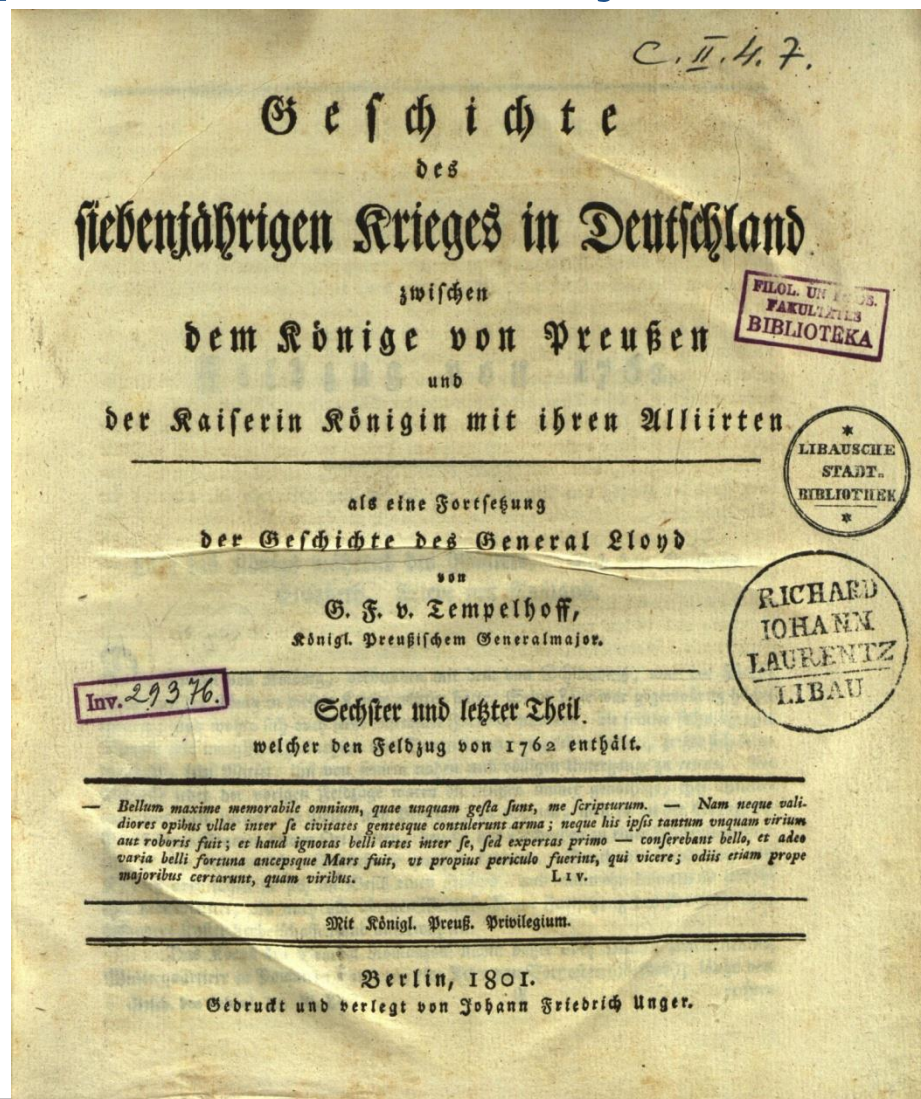 C. II. 4. 7.
Geſchichte
des
ſiebenjährigen Krieges in Deutſchland
zwiſchen
dem Könige von Preußen
und
der Kaiſerin Königin mit ihren Alliirten
FILOL. UN
FAKULTATES
BIBLIOTEKA
*
LIBAUSCHE
STADT-
BIBLIOTHEK
*
als eine Fortſetzung
der Geſchichte des General Lloyd
von
G. F. v. Tempelhoff,
Königl. Preußiſchem Generalmajor.
RICHARD
IOHANN
LAURENTZ
LIBAU
Inv. 29376.
Sechſter und letzter Theil.
welcher den Feldzug von 1762 enthält.
— Bellum maxime memorabile omnium, quae unquam geſta ſunt, me ſcripturum. — Nam neque vali-
diores opibus vllae inter ſe civitates gentesque contulerunt arma; neque his ipſis tantum vnquam virium
aut roboris fuit; et haud ignotas belli artes inter ſe, ſed expertas primo — conſerebant bello, et adeo
varia belli fortuna ancepsque Mars fuit, vt propius periculo fuerint, qui vicere; odiis etiam prope
majoribus certarunt, quam viribus. LIV.
Mit Königl. Preuß. Privilegium.
Berlin, 1801.
Gedruckt und verlegt von Johann Friedrich Unger.